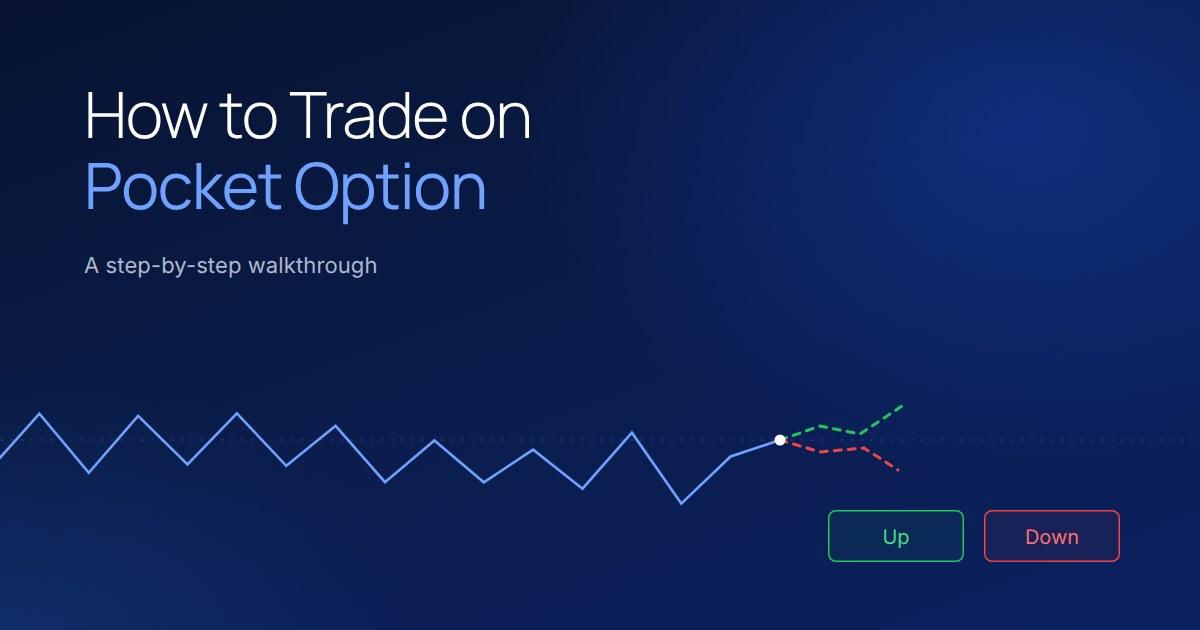 How to Trade on
Pocket Option
A step-by-step walkthrough
Up
Down